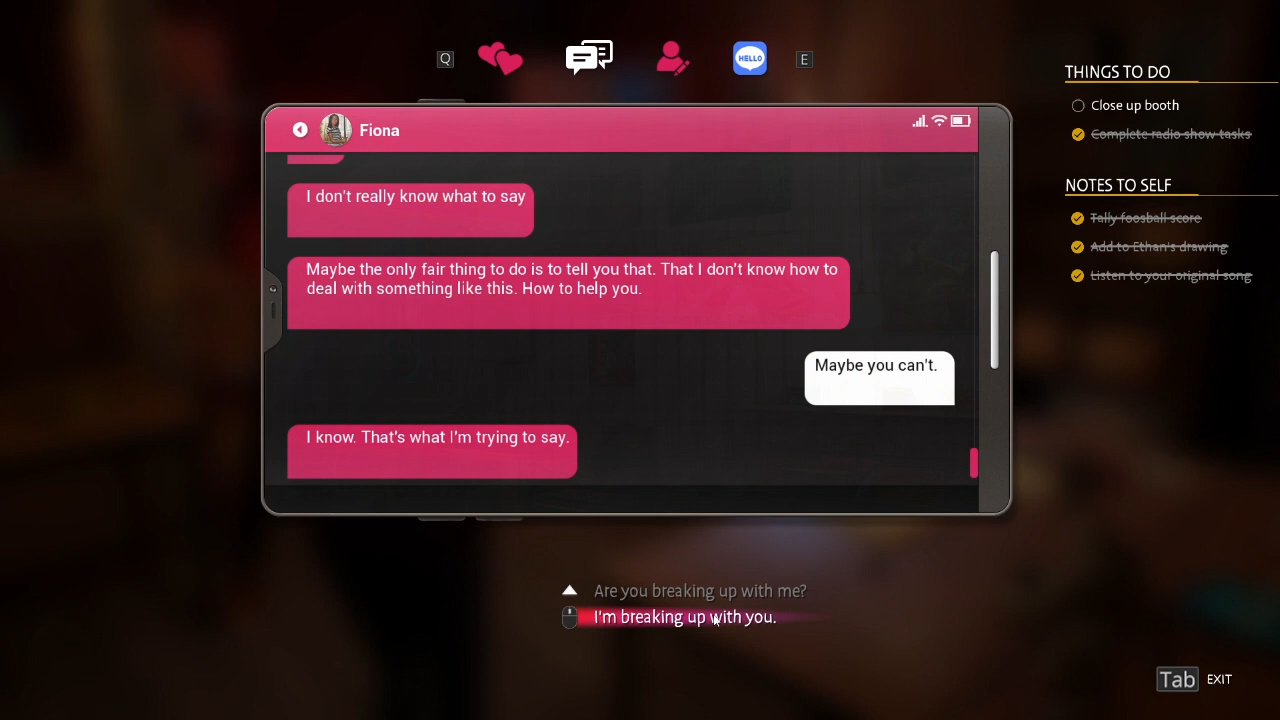 Q
HELLO
E
THINGS TO DO
Close up booth
Complete radio show tasks
NOTES TO SELF
Tally foosball score
Add to Ethan's drawing
Listen to your original song
Fiona
I don't really know what to say
Maybe the only fair thing to do is to tell you that. That I don't know how to
deal with something like this. How to help you.
Maybe you can't.
I know. That's what I'm trying to say.
Are you breaking up with me?
I'm breaking up with you.
Tab EXIT